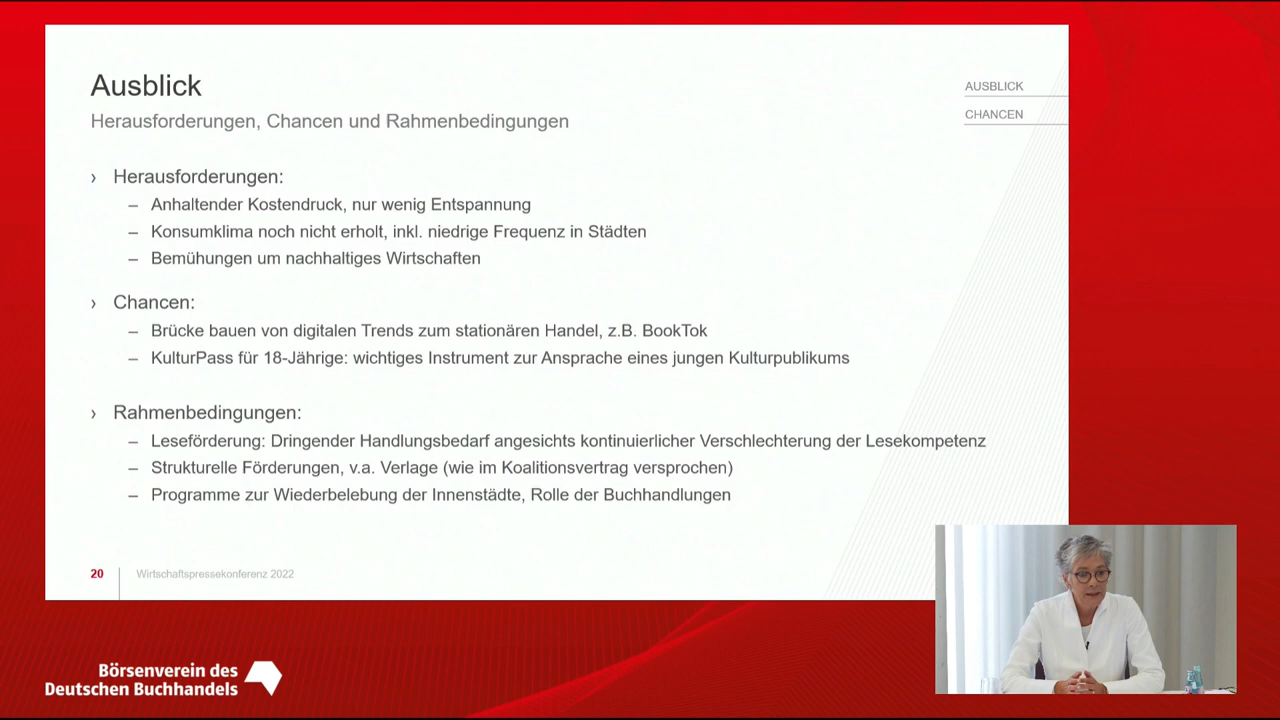 Ausblick
Herausforderungen, Chancen und Rahmenbedingungen
AUSBLICK
CHANCEN
› Herausforderungen:
– Anhaltender Kostendruck, nur wenig Entspannung
– Konsumklima noch nicht erholt, inkl. niedrige Frequenz in Städten
– Bemühungen um nachhaltiges Wirtschaften
› Chancen:
– Brücke bauen von digitalen Trends zum stationären Handel, z.B. BookTok
– KulturPass für 18-Jährige: wichtiges Instrument zur Ansprache eines jungen Kulturpublikums
› Rahmenbedingungen:
– Leseförderung: Dringender Handlungsbedarf angesichts kontinuierlicher Verschlechterung der Lesekompetenz
– Strukturelle Förderungen, v.a. Verlage (wie im Koalitionsvertrag versprochen)
– Programme zur Wiederbelebung der Innenstädte, Rolle der Buchhandlungen
20 Wirtschaftspressekonferenz 2022
Börsenverein des
Deutschen Buchhandels